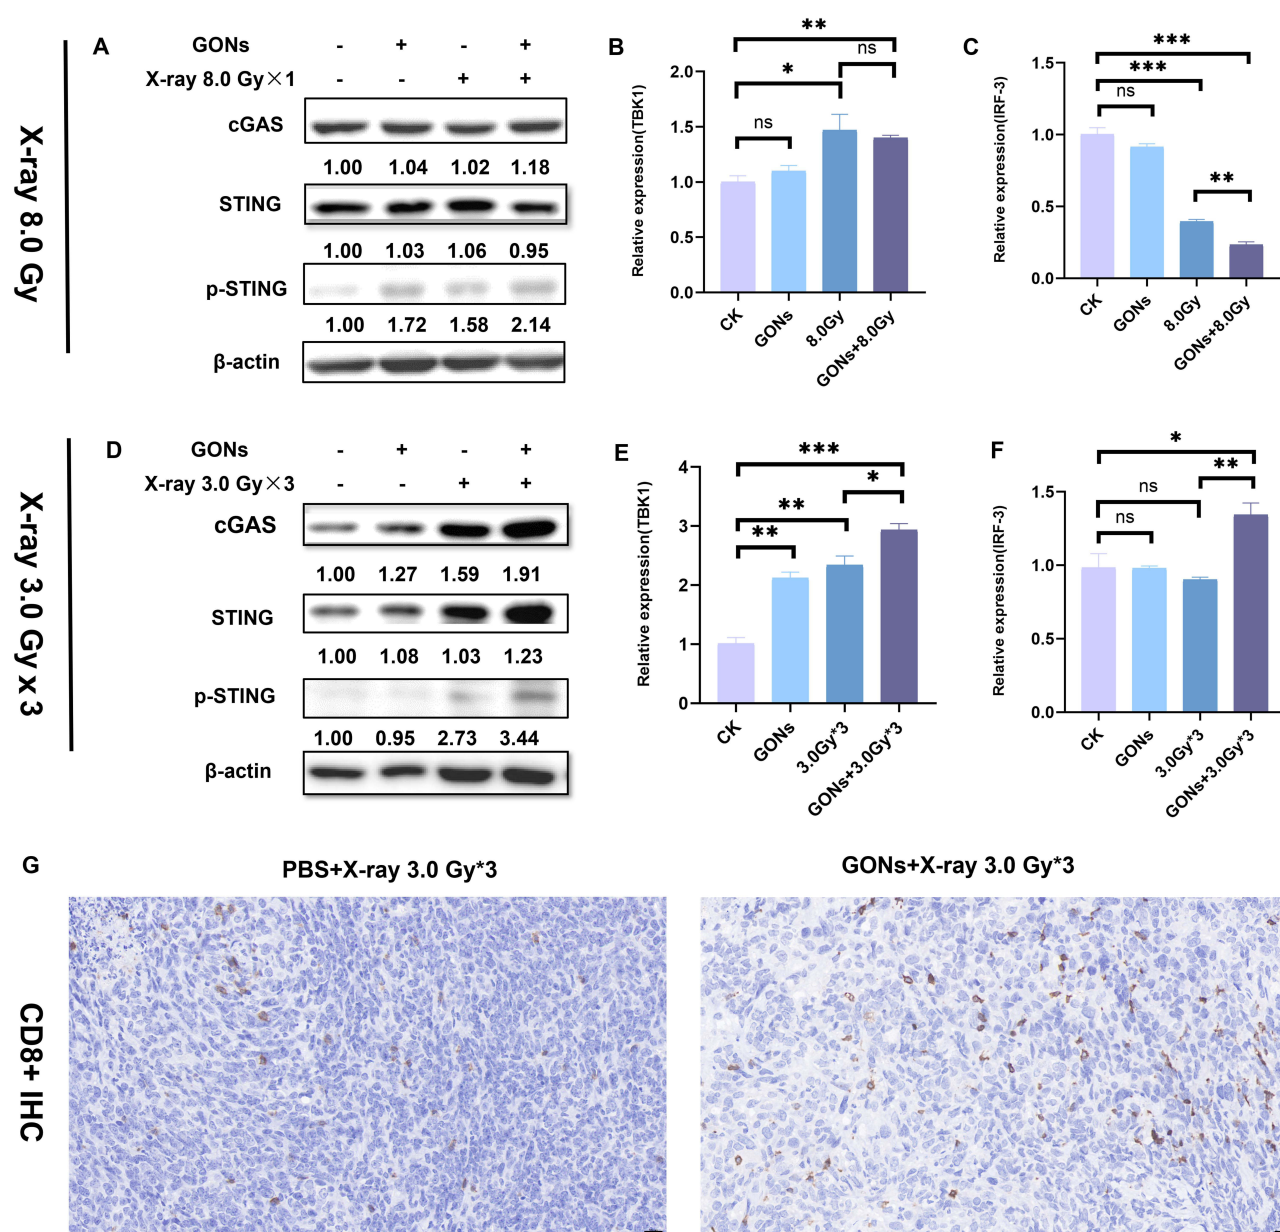 X-ray 8.0 Gy
A
GONs - + - +
X-ray 8.0 Gy×1 - - + +
cGAS
1.00 1.04 1.02 1.18
STING
1.00 1.03 1.06 0.95
p-STING
1.00 1.72 1.58 2.14
β-actin
B
Relative expression(TBK1)
2.0
1.5
1.0
0.5
0.0
**
ns
*
ns
CK
GONs
8.0Gy
GONs+8.0Gy
C
Relative expression(IRF-3)
1.5
1.0
0.5
0.0
***
***
ns
**
CK
GONs
8.0Gy
GONs+8.0Gy
X-ray 3.0 Gy x 3
D
GONs - + - +
X-ray 3.0 Gy×3 - - + +
cGAS
1.00 1.27 1.59 1.91
STING
1.00 1.08 1.03 1.23
p-STING
1.00 0.95 2.73 3.44
β-actin
E
Relative expression(TBK1)
4
3
2
1
0
***
*
**
**
CK
GONs
3.0Gy*3
GONs+3.0Gy*3
F
Relative expression(IRF-3)
1.5
1.0
0.5
0.0
*
**
ns
ns
CK
GONs
3.0Gy*3
GONs+3.0Gy*3
G
PBS+X-ray 3.0 Gy*3
GONs+X-ray 3.0 Gy*3
CD8+ IHC